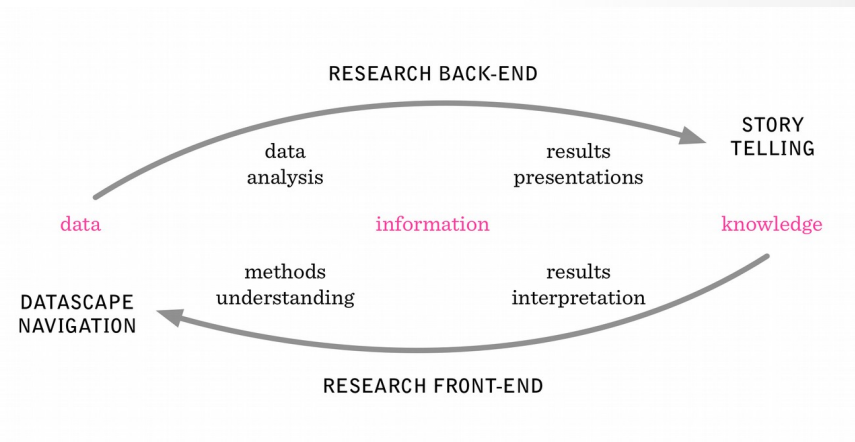 RESEARCH BACK-END
STORY
TELLING
data
analysis
results
presentations
data
information
knowledge
methods
understanding
results
interpretation
DATASCAPE
NAVIGATION
RESEARCH FRONT-END